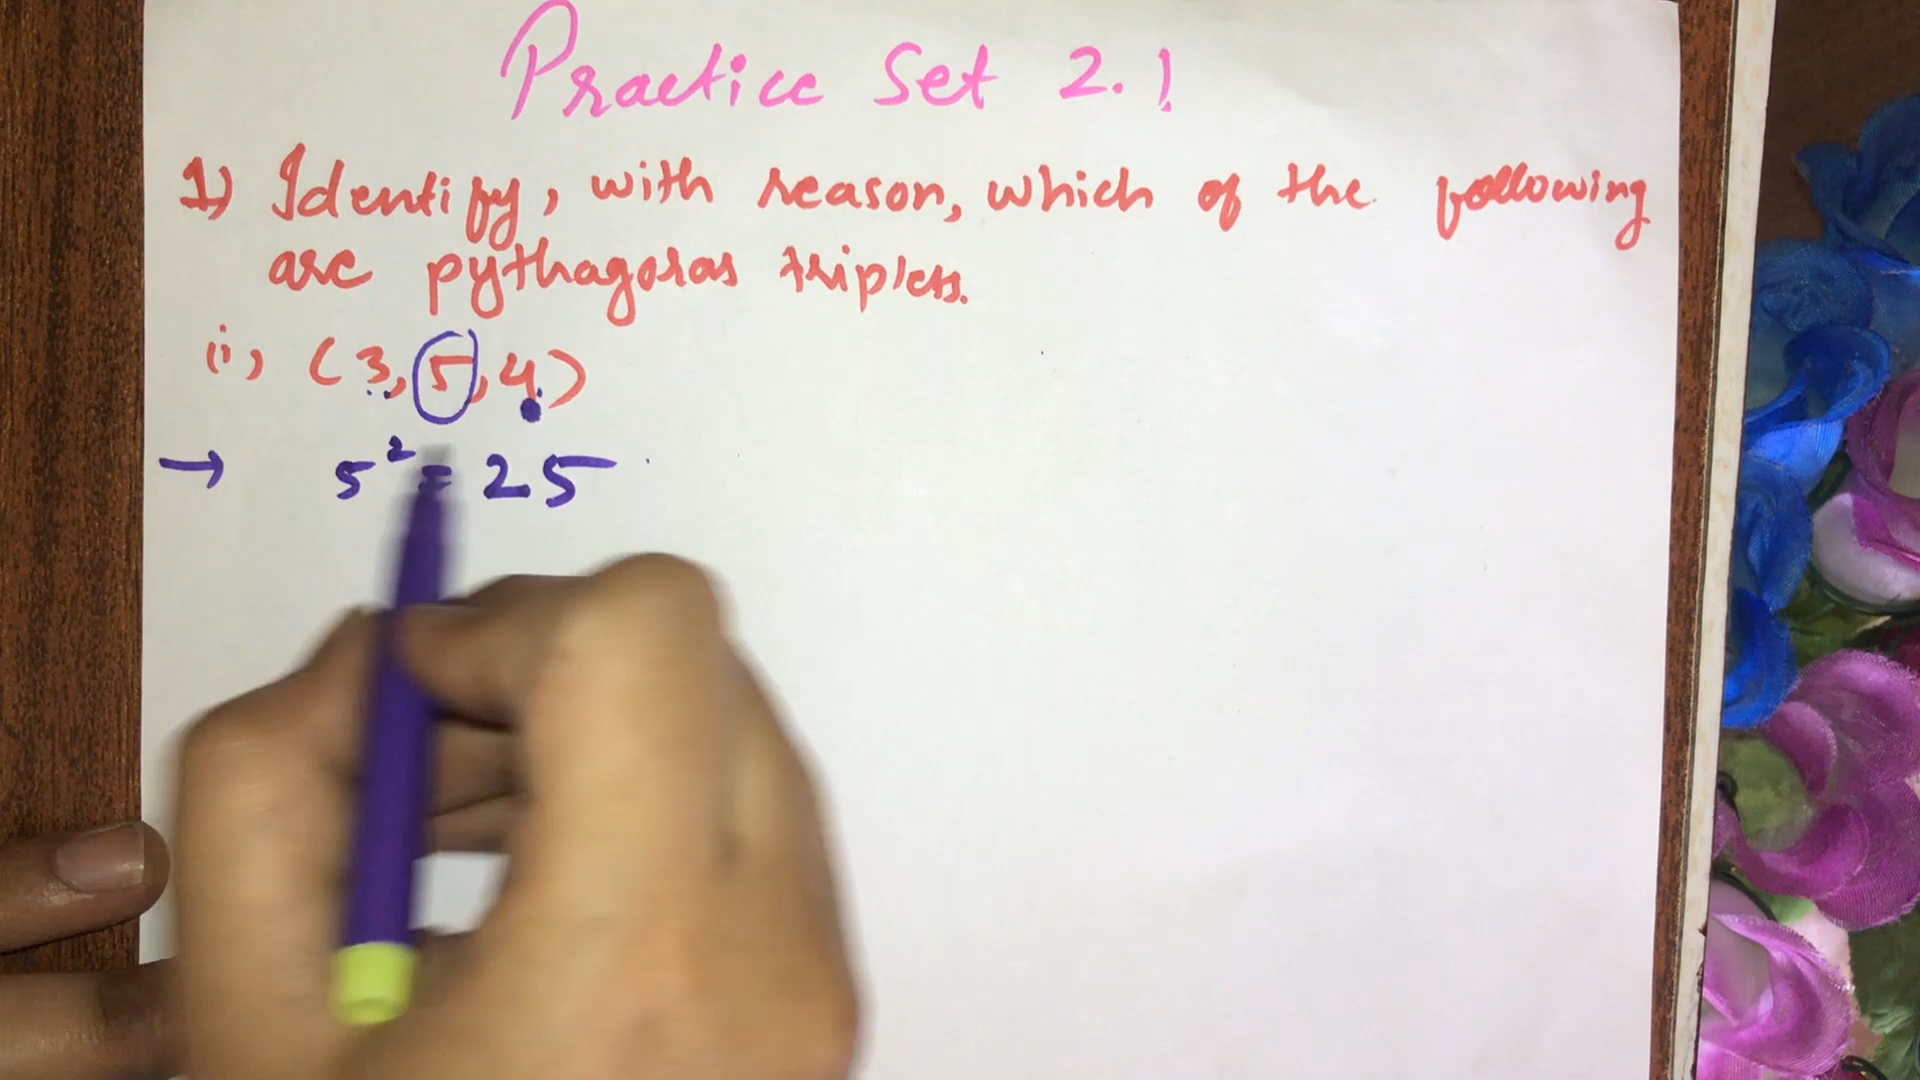 Practice Set 2.1
1) Identify, with reason, which of the following
are pythagoras triplets.
(i) (3, 5, 4)
→ 5² = 25